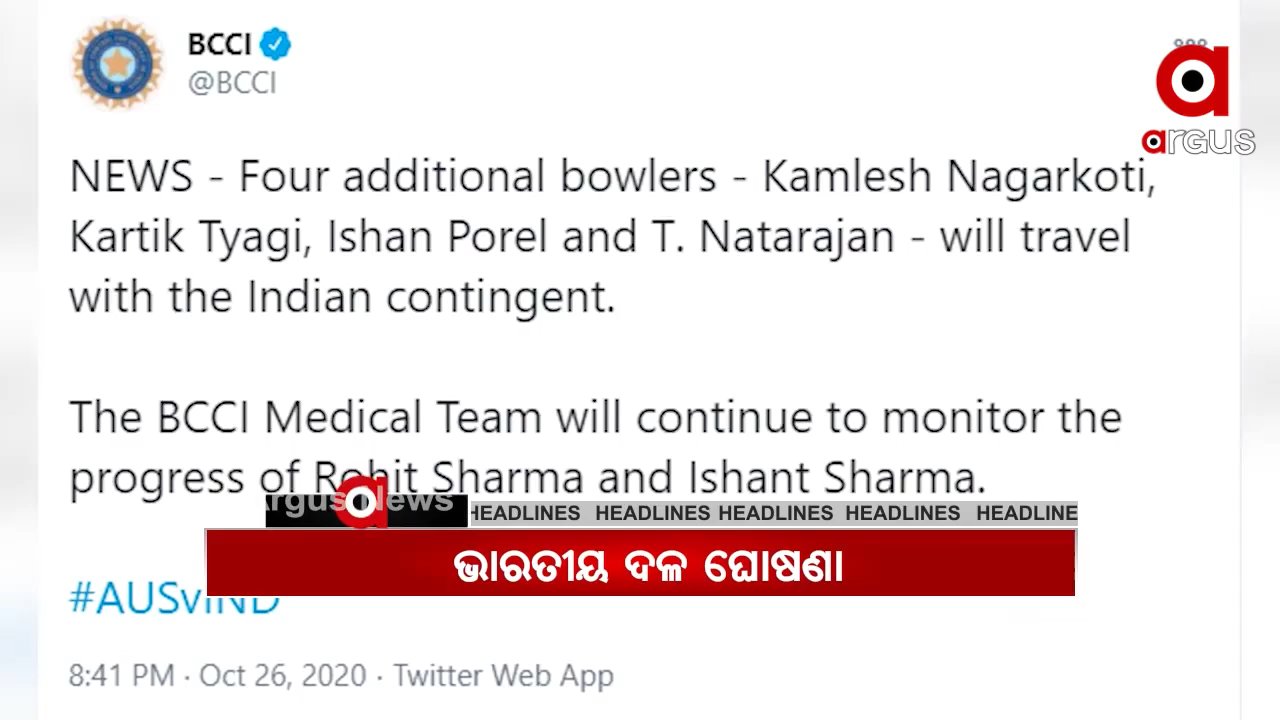 BCCI
@BCCI
argus
NEWS - Four additional bowlers - Kamlesh Nagarkoti,
Kartik Tyagi, Ishan Porel and T. Natarajan - will travel
with the Indian contingent.
The BCCI Medical Team will continue to monitor the
progress of Rohit Sharma and Ishant Sharma.
Argus News
HEADLINES HEADLINES HEADLINES HEADLINES HEADLINE
ଭାରତୀୟ ଦଳ ଘୋଷଣା
#AUSvIND
8:41 PM · Oct 26, 2020 · Twitter Web App